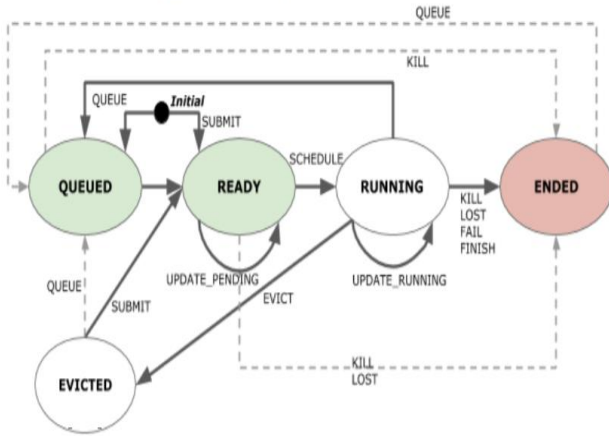 QUEUE
KILL
QUEUE
Initial
SUBMIT
SCHEDULE
QUEUED
READY
RUNNING
ENDED
KILL
LOST
FAIL
FINISH
UPDATE_PENDING
UPDATE_RUNNING
EVICT
QUEUE
SUBMIT
KILL
LOST
EVICTED